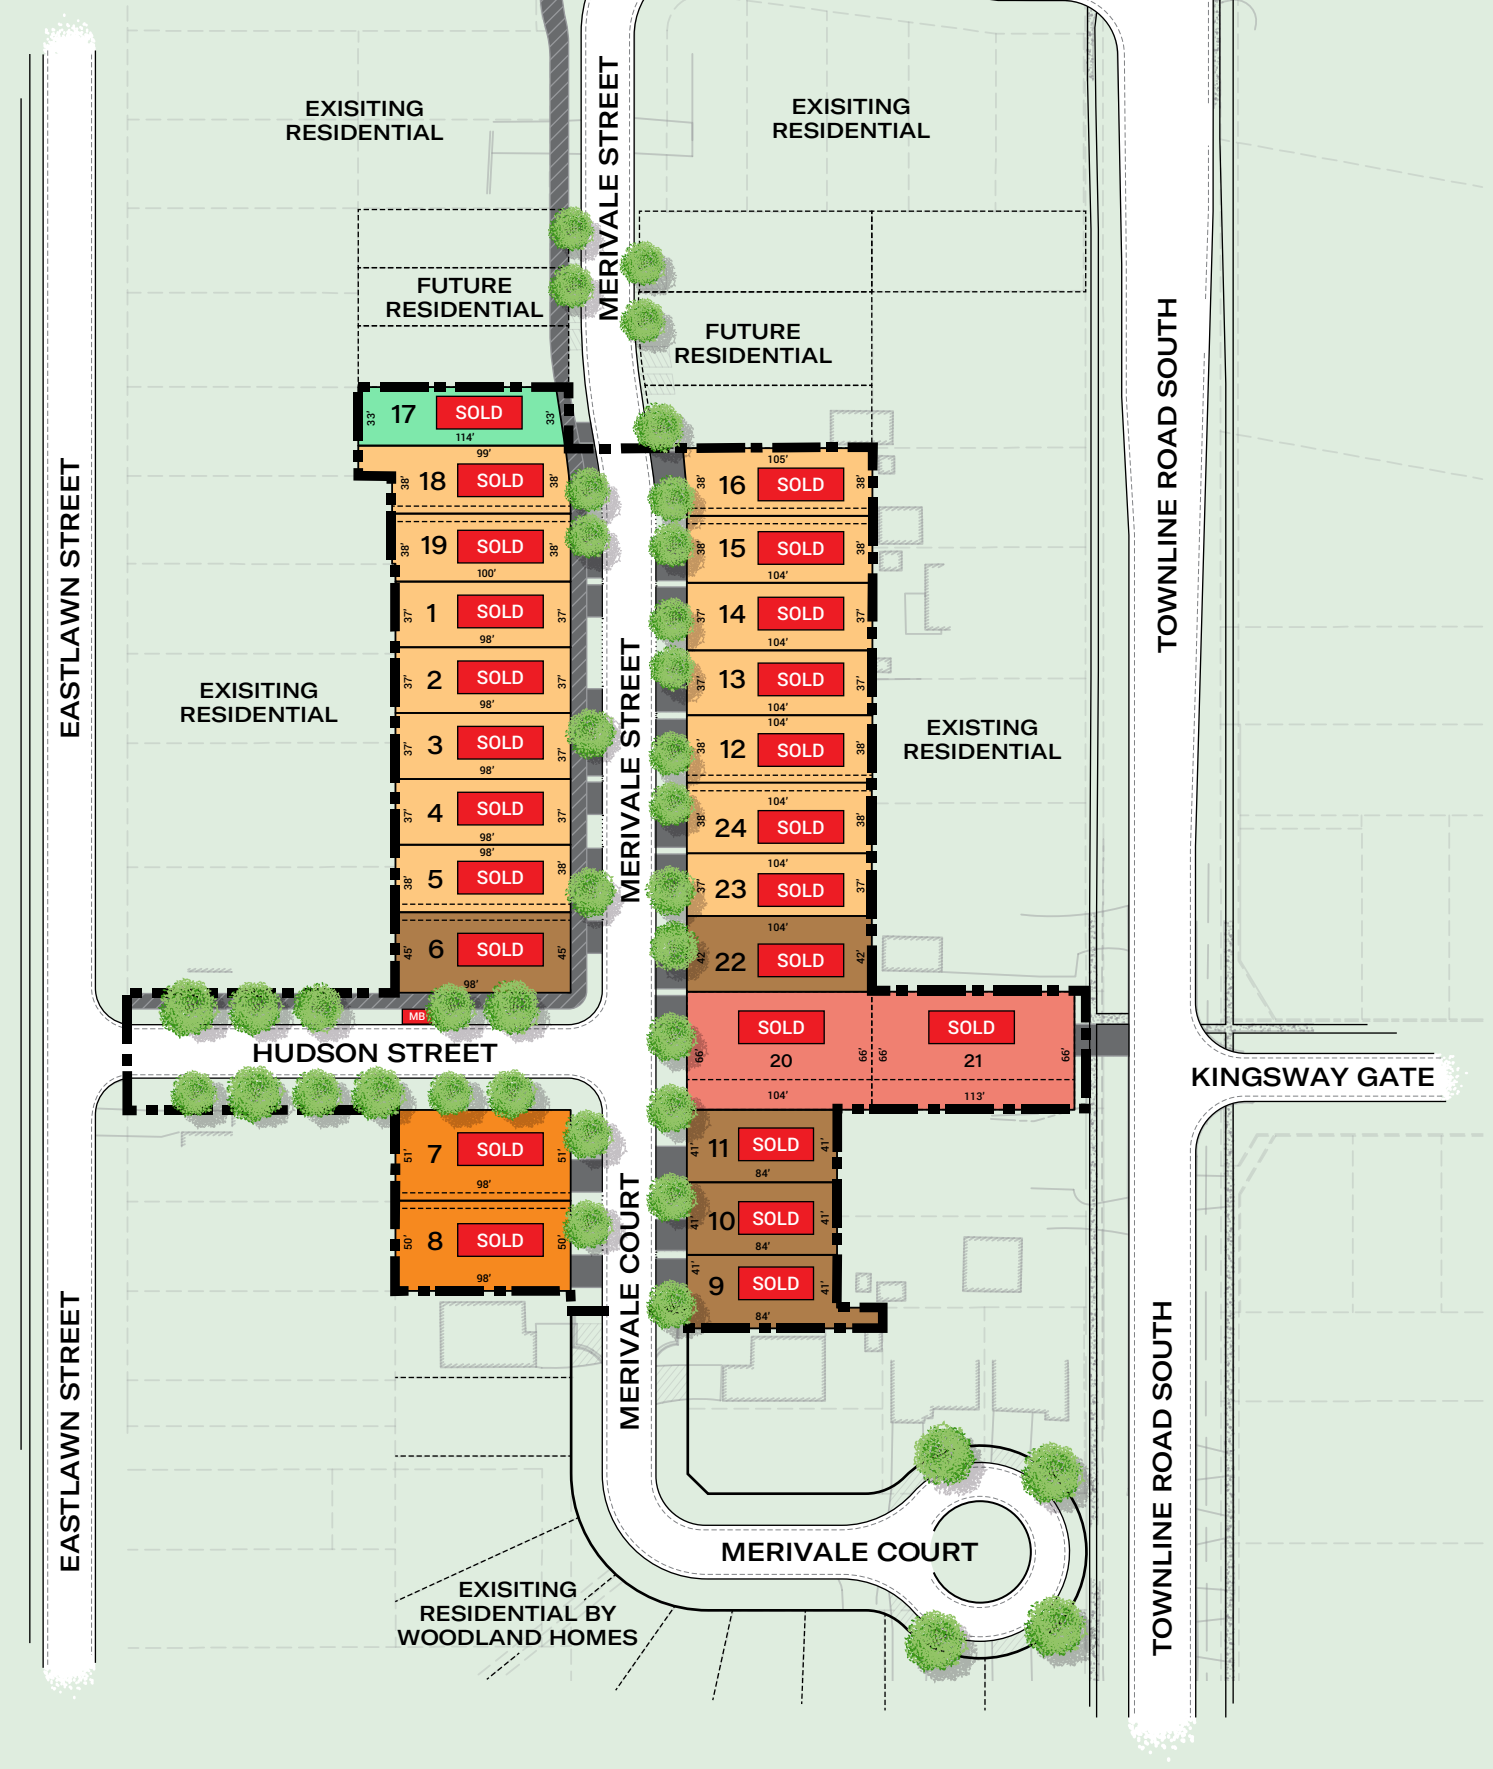 MERIVALE STREET
EXISITING
RESIDENTIAL
EXISITING
RESIDENTIAL
FUTURE
RESIDENTIAL
FUTURE
RESIDENTIAL
TOWNLINE ROAD SOUTH
EASTLAWN STREET
33'
17
SOLD
33'
114'
99'
38'
18
SOLD
38'
38'
19
SOLD
38'
100'
37'
1
SOLD
37'
98'
37'
2
SOLD
37'
98'
37'
3
SOLD
37'
98'
37'
4
SOLD
37'
98'
98'
38'
5
SOLD
38'
45'
6
SOLD
45'
98'
105'
16
SOLD
38'
38'
15
SOLD
38'
104'
37'
14
SOLD
37'
104'
37'
13
SOLD
37'
104'
104'
38'
12
SOLD
38'
104'
38'
24
SOLD
38'
104'
37'
23
SOLD
37'
104'
42'
22
SOLD
42'
MERIVALE STREET
EXISITING
RESIDENTIAL
EXISTING
RESIDENTIAL
MB
HUDSON STREET
SOLD
66'
20
66'
104'
SOLD
66'
21
66'
113'
KINGSWAY GATE
51'
7
SOLD
51'
98'
50'
8
SOLD
50'
98'
41'
11
SOLD
41'
84'
41'
10
SOLD
41'
84'
41'
9
SOLD
41'
84'
MERIVALE COURT
EASTLAWN STREET
TOWNLINE ROAD SOUTH
MERIVALE COURT
EXISITING
RESIDENTIAL BY
WOODLAND HOMES